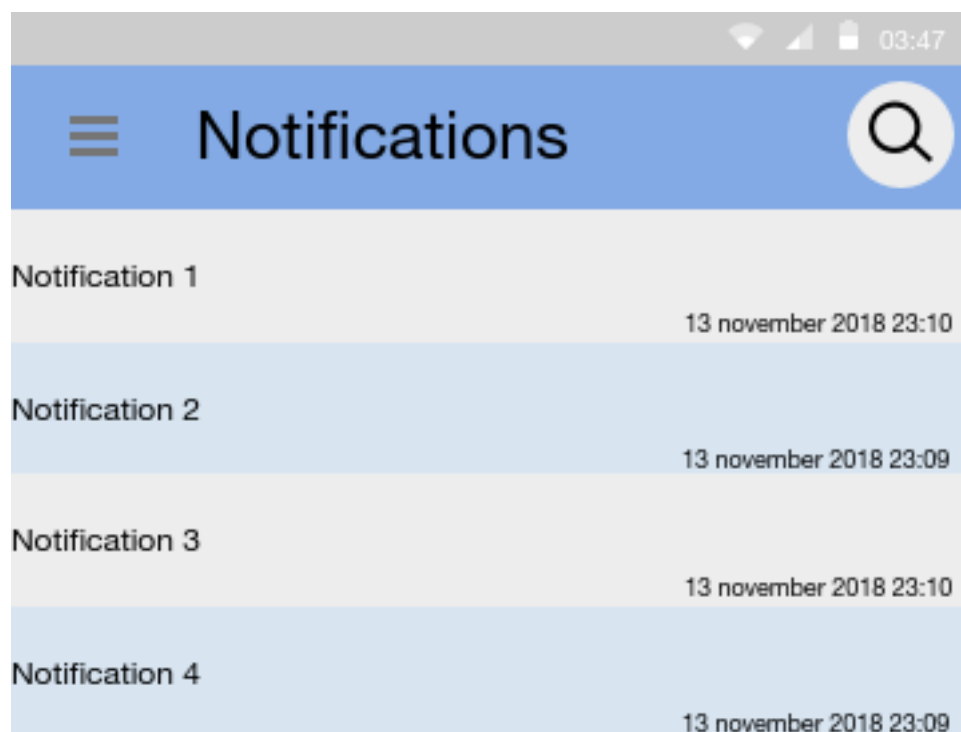 03:47
Notifications
Notification 1
13 november 2018 23:10
Notification 2
13 november 2018 23:09
Notification 3
13 november 2018 23:10
Notification 4
13 november 2018 23:09